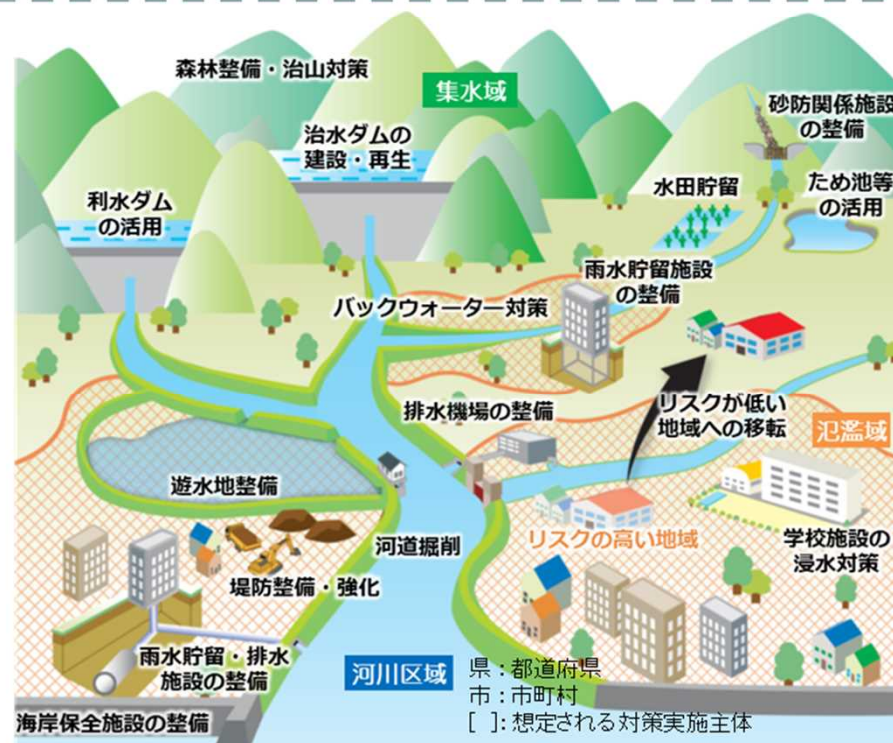 森林整備・治山対策
集水域
砂防関係施設
の整備
治水ダムの
建設・再生
水田貯留
ため池等
の活用
利水ダム
の活用
雨水貯留施設
の整備
バックウォーター対策
リスクが低い
地域への移転
排水機場の整備
氾濫域
遊水地整備
リスクの高い地域
学校施設の
浸水対策
河道掘削
堤防整備・強化
雨水貯留・排水
施設の整備
河川区域
県：都道府県
市：市町村
[ ]：想定される対策実施主体
海岸保全施設の整備